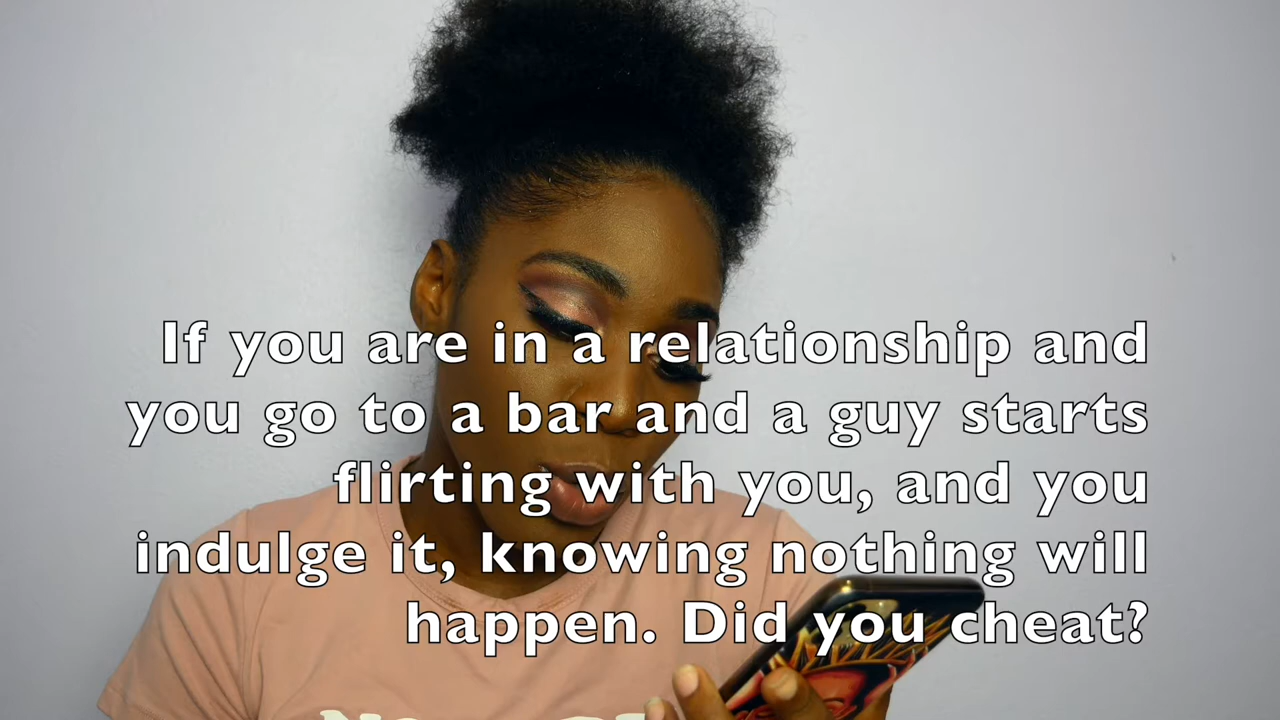 If you are in a relationship and
you go to a bar and a guy starts
flirting with you, and you
indulge it, knowing nothing will
happen. Did you cheat?